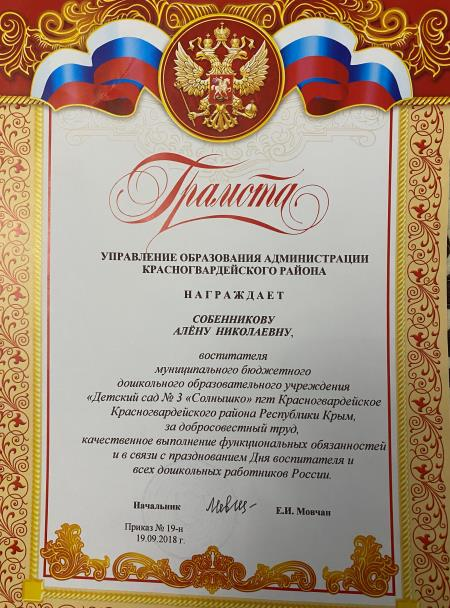 Грамота
УПРАВЛЕНИЕ ОБРАЗОВАНИЯ АДМИНИСТРАЦИИ
КРАСНОГВАРДЕЙСКОГО РАЙОНА
НАГРАЖДАЕТ
СОБЕННИКОВУ
АЛЁНУ НИКОЛАЕВНУ,
воспитателя
муниципального бюджетного
дошкольного образовательного учреждения
«Детский сад № 3 «Солнышко» пгт Красногвардейское
Красногвардейского района Республики Крым,
за добросовестный труд,
качественное выполнение функциональных обязанностей
и в связи с празднованием Дня воспитателя и
всех дошкольных работников России.
Начальник Е.И. Мовчан
Приказ № 19-н
19.09.2018 г.